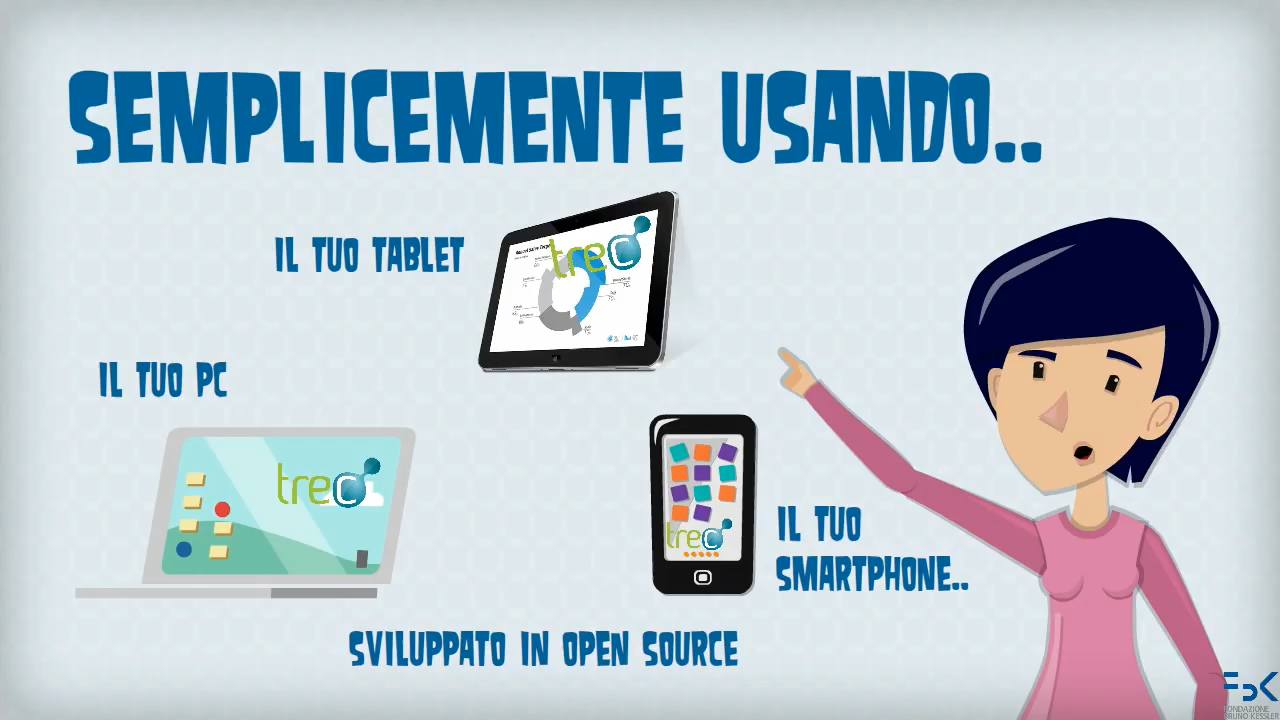 SEMPLICEMENTE USANDO..
IL TUO TABLET
trec
IL TUO PC
trec
trec
IL TUO
SMARTPHONE..
SVILUPPATO IN OPEN SOURCE
FBK
FONDAZIONE
BRUNO KESSLER